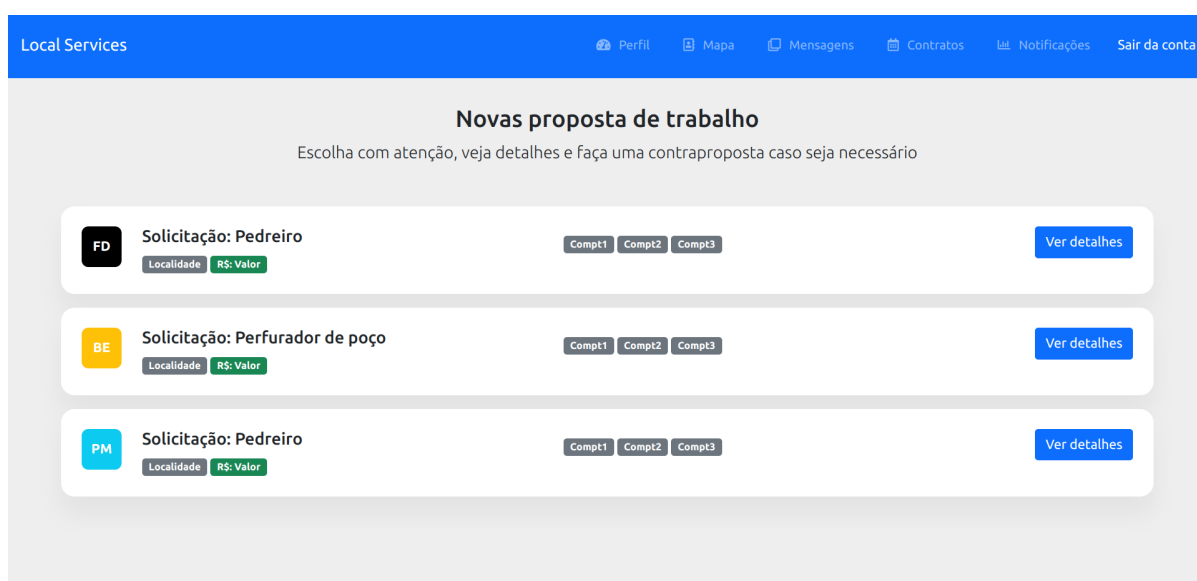 Local Services Perfil Mapa Mensagens Contratos Notificações Sair da conta
Novas proposta de trabalho
Escolha com atenção, veja detalhes e faça uma contraproposta caso seja necessário
FD Solicitação: Pedreiro Compt1 Compt2 Compt3 Ver detalhes
Localidade R$: Valor
BE Solicitação: Perfurador de poço Compt1 Compt2 Compt3 Ver detalhes
Localidade R$: Valor
PM Solicitação: Pedreiro Compt1 Compt2 Compt3 Ver detalhes
Localidade R$: Valor